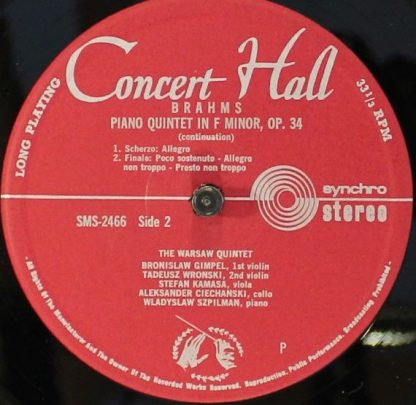 Concert Hall
LONG PLAYING
33 1/3 RPM
BRAHMS
PIANO QUINTET IN F MINOR, OP. 34
(continuation)
1. Scherzo: Allegro
2. Finale: Poco sostenuto - Allegro
non troppo - Presto non troppo
synchro
stereo
SMS-2466 Side 2
THE WARSAW QUINTET
BRONISLAW GIMPEL, 1st violin
TADEUSZ WRONSKI, 2nd violin
STEFAN KAMASA, viola
ALEKSANDER CIECHANSKI, cello
WLADYSLAW SZPILMAN, piano
P
- All Rights Of The Manufacturer And The Owner Of The Recorded Works Reserved. Reproduction, Public Performance, Broadcasting Prohibited -